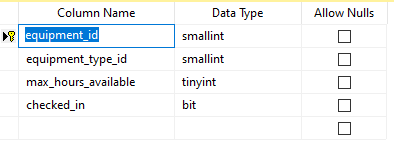 Column Name Data Type Allow Nulls
equipment_id smallint
equipment_type_id smallint
max_hours_available tinyint
checked_in bit